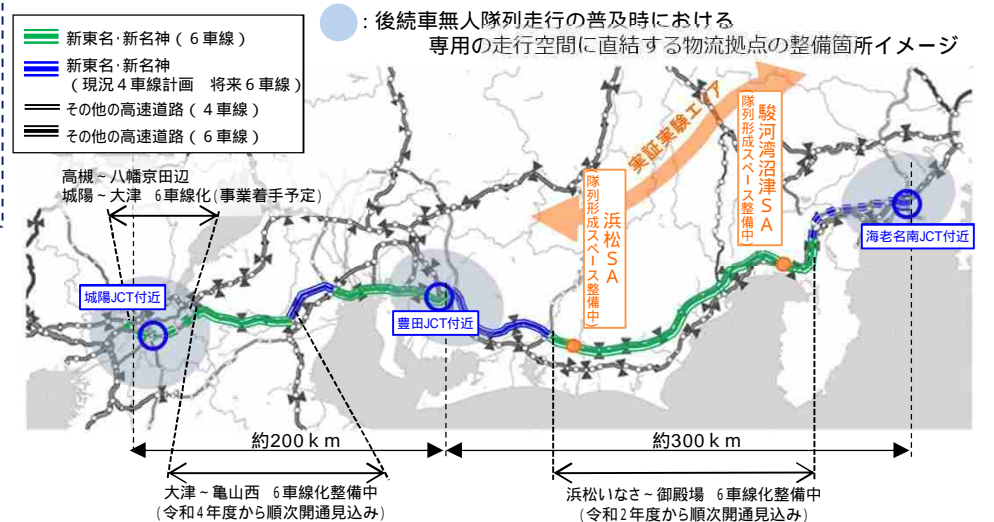 新東名・新名神（６車線）
新東名・新名神
（現況４車線計画　将来６車線）
その他の高速道路（４車線）
その他の高速道路（６車線）
：後続車無人隊列走行の普及時における
専用の走行空間に直結する物流拠点の整備箇所イメージ
高槻～八幡京田辺
城陽～大津　６車線化（事業着手予定）
実証実験エリア
駿河湾沼津ＳＡ
（隊列形成スペース整備中）
浜松ＳＡ
（隊列形成スペース整備中）
海老名南JCT付近
城陽JCT付近
豊田JCT付近
約200ｋｍ
約300ｋｍ
大津～亀山西　６車線化整備中
（令和４年度から順次開通見込み）
浜松いなさ～御殿場　６車線化整備中
（令和２年度から順次開通見込み）